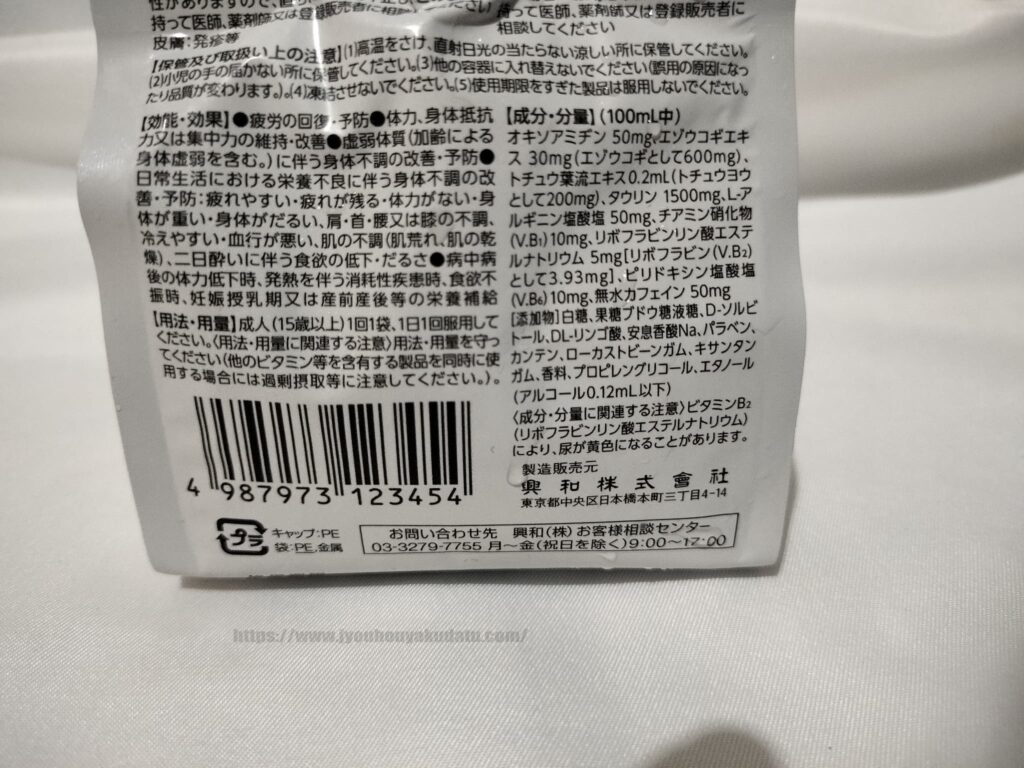 持って医師、薬剤師又は登録販売者に相談
皮膚:発疹等
持って医師、薬剤師又は登録販売者に
相談してください
【保管及び取扱い上の注意】(1)高温をさけ、直射日光の当たらない涼しい所に保管してください。
(2)小児の手の届かない所に保管してください。(3)他の容器に入れ替えないでください(誤用の原因になっ
たり品質が変わります。)。(4)凍結させないでください。(5)使用期限をすぎた製品は服用しないでください。
【効能・効果】●疲労の回復・予防●体力、身体抵抗
力又は集中力の維持・改善●虚弱体質(加齢による
身体虚弱を含む。)に伴う身体不調の改善・予防●
日常生活における栄養不良に伴う身体不調の改
善・予防:疲れやすい・疲れが残る・体力がない・身
体が重い・身体がだるい、肩・首・腰又は膝の不調、
冷えやすい・血行が悪い、肌の不調(肌荒れ、肌の乾
燥)、二日酔いに伴う食欲の低下・だるさ●病中病
後の体力低下時、発熱を伴う消耗性疾患時、食欲不
振時、妊娠授乳期又は産前産後等の栄養補給
【用法・用量】成人(15歳以上)1回1袋、1日1回服用して
ください。〈用法・用量に関連する注意〉用法・用量を守っ
てください(他のビタミン等を含有する製品を同時に使
用する場合には過剰摂取等に注意してください。)。
【成分・分量】(100mL中)
オキソアミヂン 50mg、エゾウコギエキ
ス 30mg(エゾウコギとして600mg)、
トチュウ葉流エキス0.2mL(トチュウヨウ
として200mg)、タウリン 1500mg、L-ア
ルギニン塩酸塩 50mg、チアミン硝化物
(V.B₁)10mg、リボフラビンリン酸エステ
ルナトリウム 5mg[リボフラビン(V.B₂)
として3.93mg]、ピリドキシン塩酸塩
(V.B₆)10mg、無水カフェイン 50mg
[添加物]白糖、果糖ブドウ糖液糖、D-ソルビ
トール、DL-リンゴ酸、安息香酸Na、パラベン、
カンテン、ローカストビーンガム、キサンタン
ガム、香料、プロピレングリコール、エタノール
(アルコール0.12mL以下)
〈成分・分量に関連する注意〉ビタミンB₂
(リボフラビンリン酸エステルナトリウム)
により、尿が黄色になることがあります。
製造販売元
興和株式會社
東京都中央区日本橋本町三丁目4-14
4 987973 123454
プラ
キャップ:PE
袋:PE,金属
お問い合わせ先 興和(株)お客様相談センター
03-3279-7755 月〜金(祝日を除く)9:00〜17:00
https://www.jyouhouyakudatu.com/